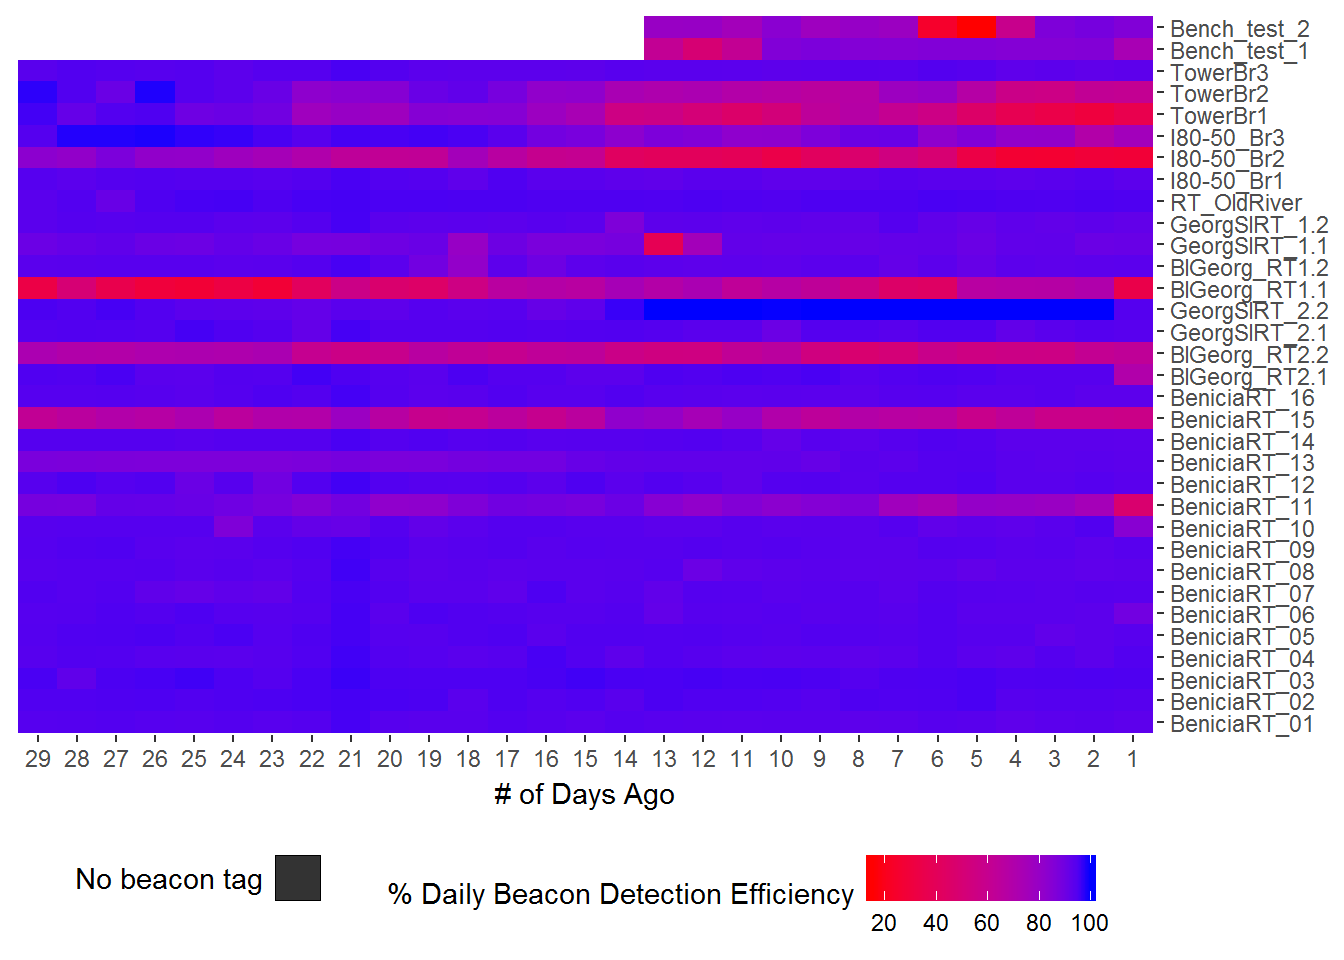 Bench_test_2
Bench_test_1
TowerBr3
TowerBr2
TowerBr1
I80-50_Br3
I80-50_Br2
I80-50_Br1
RT_OldRiver
GeorgSlRT_1.2
GeorgSlRT_1.1
BlGeorg_RT1.2
BlGeorg_RT1.1
GeorgSlRT_2.2
GeorgSlRT_2.1
BlGeorg_RT2.2
BlGeorg_RT2.1
BeniciaRT_16
BeniciaRT_15
BeniciaRT_14
BeniciaRT_13
BeniciaRT_12
BeniciaRT_11
BeniciaRT_10
BeniciaRT_09
BeniciaRT_08
BeniciaRT_07
BeniciaRT_06
BeniciaRT_05
BeniciaRT_04
BeniciaRT_03
BeniciaRT_02
BeniciaRT_01
29 28 27 26 25 24 23 22 21 20 19 18 17 16 15 14 13 12 11 10 9 8 7 6 5 4 3 2 1
# of Days Ago
No beacon tag
% Daily Beacon Detection Efficiency
20 40 60 80 100